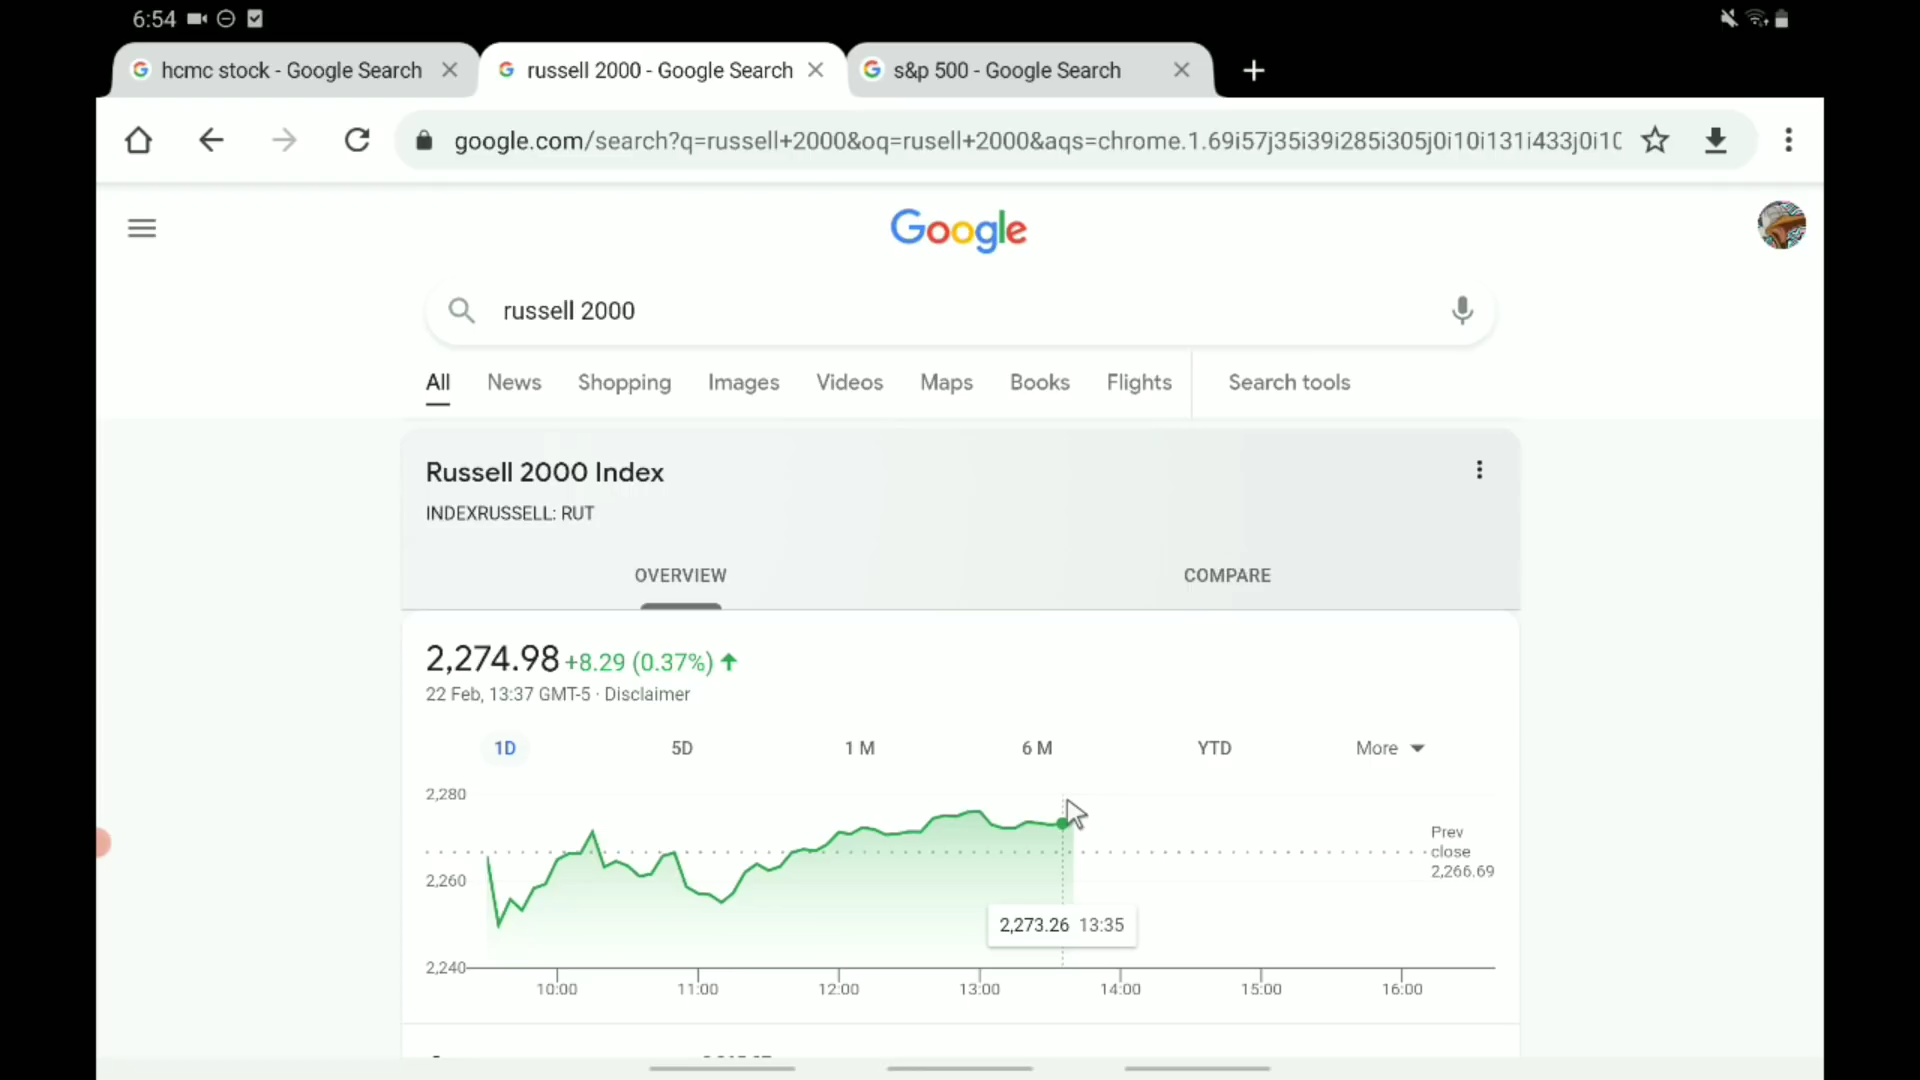 6:54
hcmc stock - Google Search
russell 2000 - Google Search
s&p 500 - Google Search
google.com/search?q=russell+2000&oq=rusell+2000&aqs=chrome.1.69i57j35i39i285i305j0i10i131i433j0i1
Google
russell 2000
All News Shopping Images Videos Maps Books Flights Search tools
Russell 2000 Index
INDEXRUSSELL: RUT
OVERVIEW COMPARE
2,274.98 +8.29 (0.37%)
22 Feb, 13:37 GMT-5 · Disclaimer
1D 5D 1 M 6 M YTD More
2,280
Prev
close
2,266.69
2,260
2,273.26 13:35
2,240
10:00 11:00 12:00 13:00 14:00 15:00 16:00